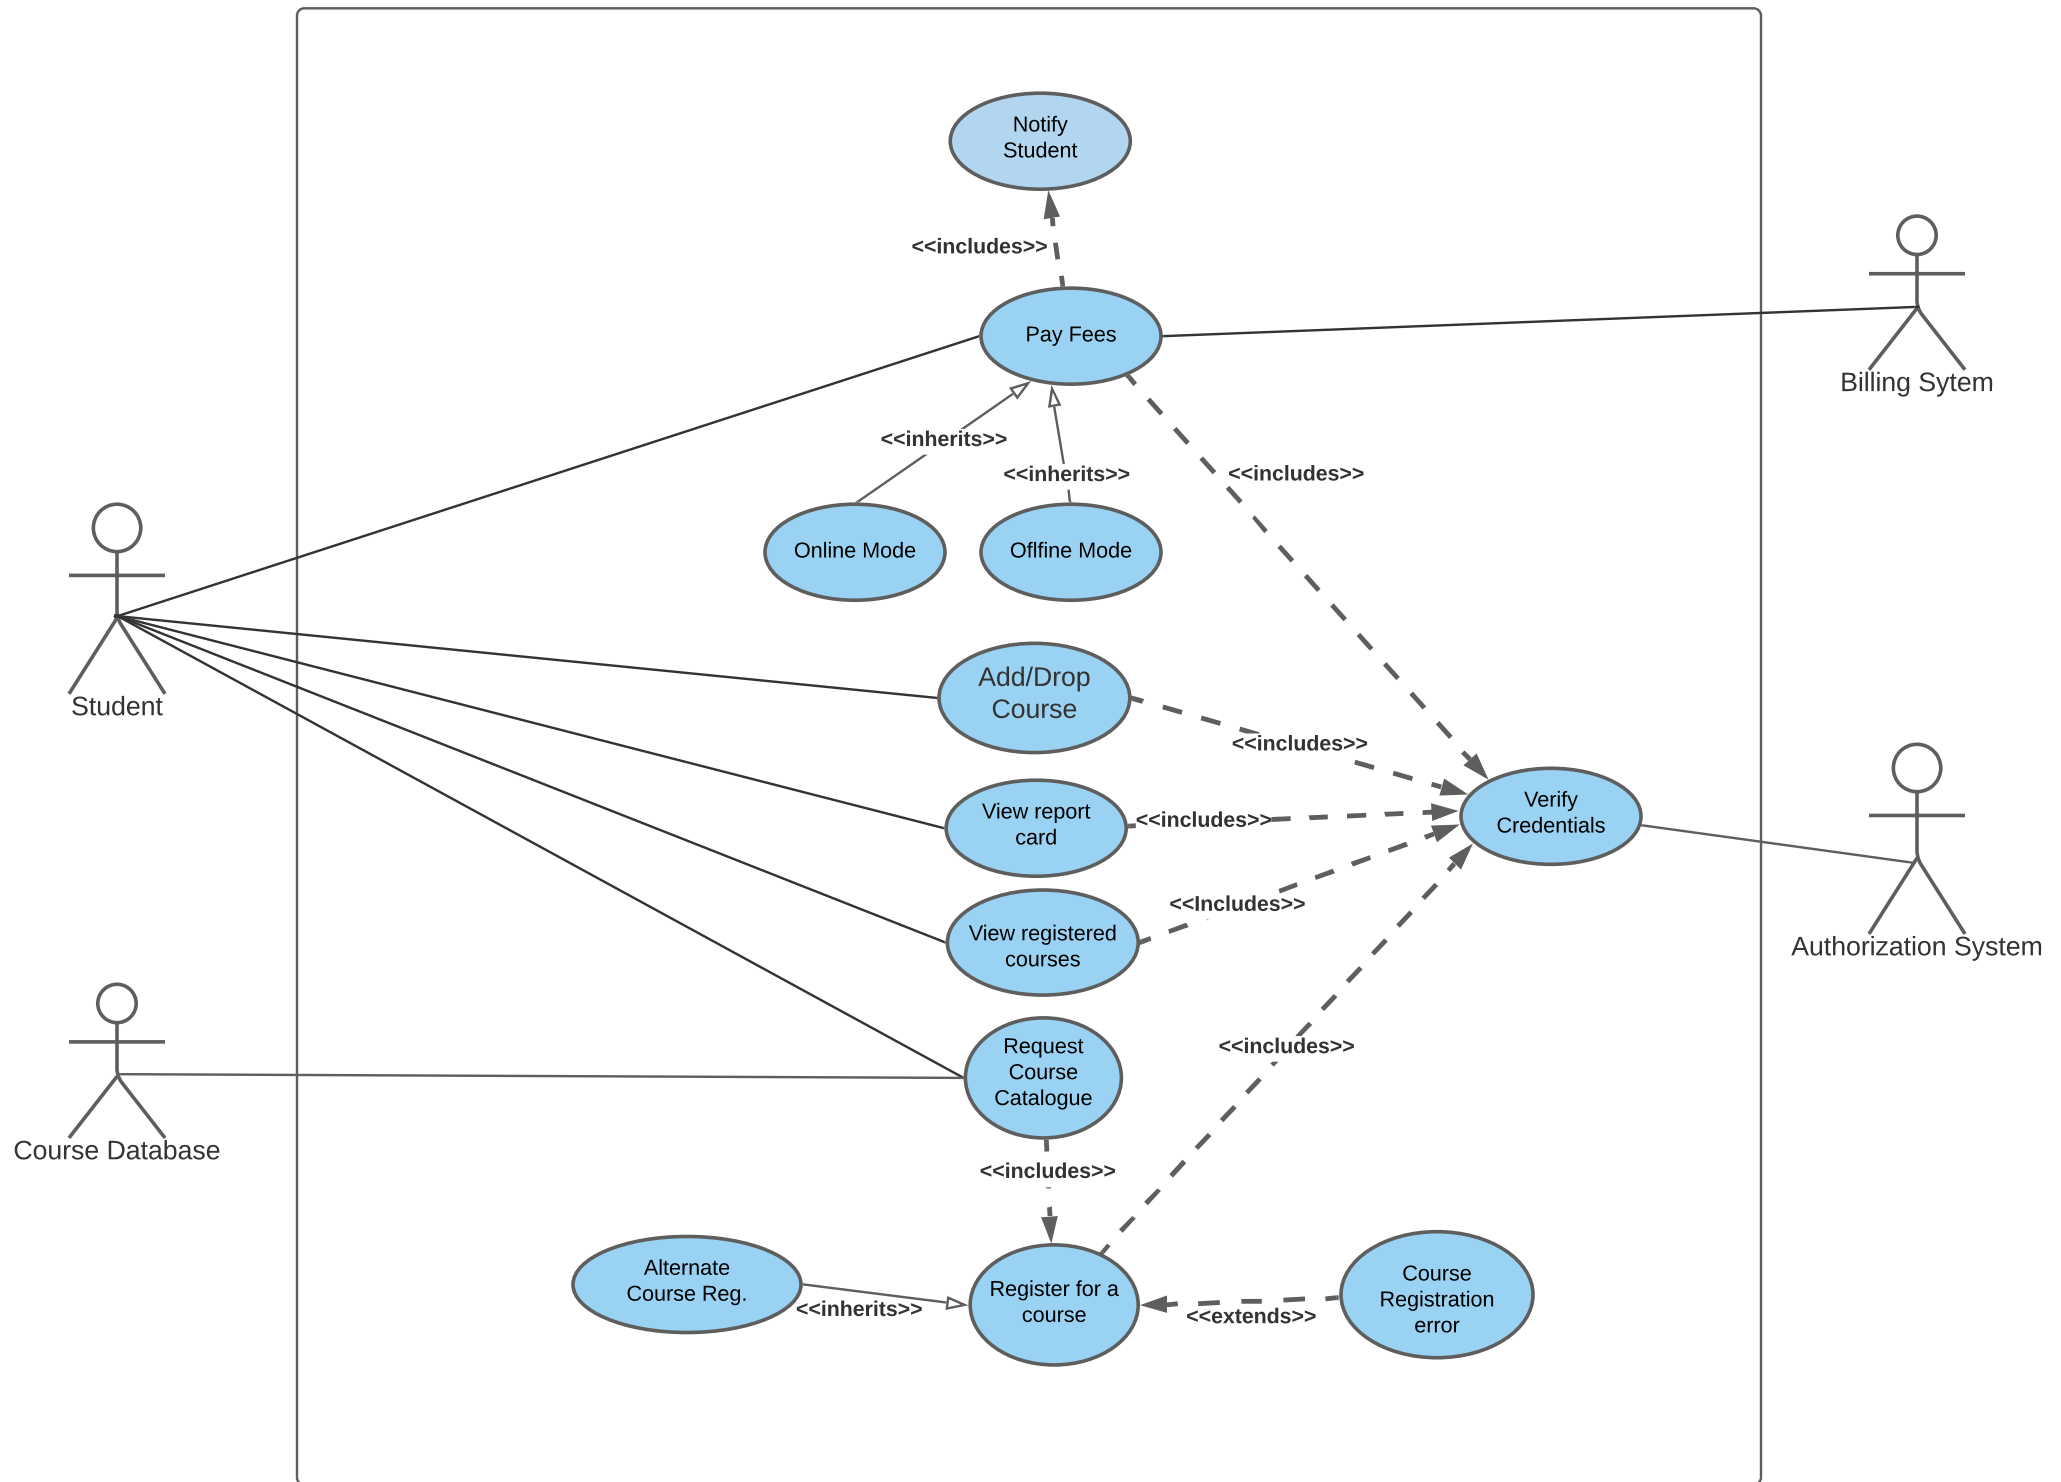 Notify
Student
<<includes>>
Pay Fees
Billing Sytem
<<inherits>>
<<inherits>>
<<includes>>
Online Mode
Oflfine Mode
Student
Add/Drop
Course
<<includes>>
View report
card
<<includes>>
Verify
Credentials
<<Includes>>
View registered
courses
Authorization System
Request
Course
Catalogue
<<includes>>
Course Database
<<includes>>
Alternate
Course Reg.
<<inherits>>
Register for a
course
<<extends>>
Course
Registration
error